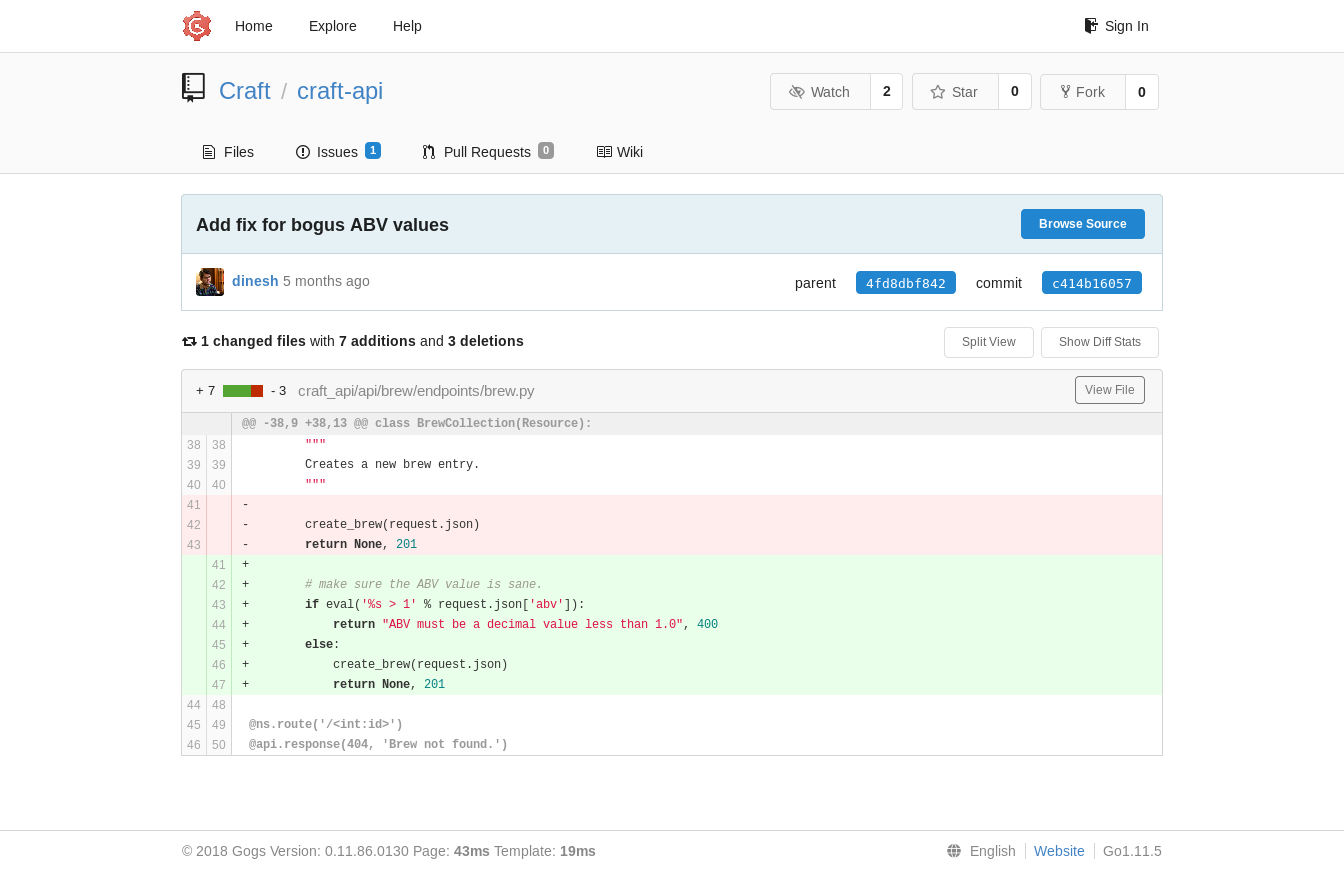 Home Explore Help Sign In
Craft / craft-api Watch 2 Star 0 Fork 0
Files Issues 1 Pull Requests 0 Wiki
Add fix for bogus ABV values Browse Source
dinesh 5 months ago parent 4fd8dbf842 commit c414b16057
1 changed files with 7 additions and 3 deletions Split View Show Diff Stats
+ 7 - 3 craft_api/api/brew/endpoints/brew.py View File
@@ -38,9 +38,13 @@ class BrewCollection(Resource):
38 38 """
39 39 Creates a new brew entry.
40 40 """
41 -
42 - create_brew(request.json)
43 - return None, 201
41 +
42 + # make sure the ABV value is sane.
43 + if eval('%s > 1' % request.json['abv']):
44 + return "ABV must be a decimal value less than 1.0", 400
45 + else:
46 + create_brew(request.json)
47 + return None, 201
44 48
45 49 @ns.route('/<int:id>')
46 50 @api.response(404, 'Brew not found.')
© 2018 Gogs Version: 0.11.86.0130 Page: 43ms Template: 19ms English Website Go1.11.5